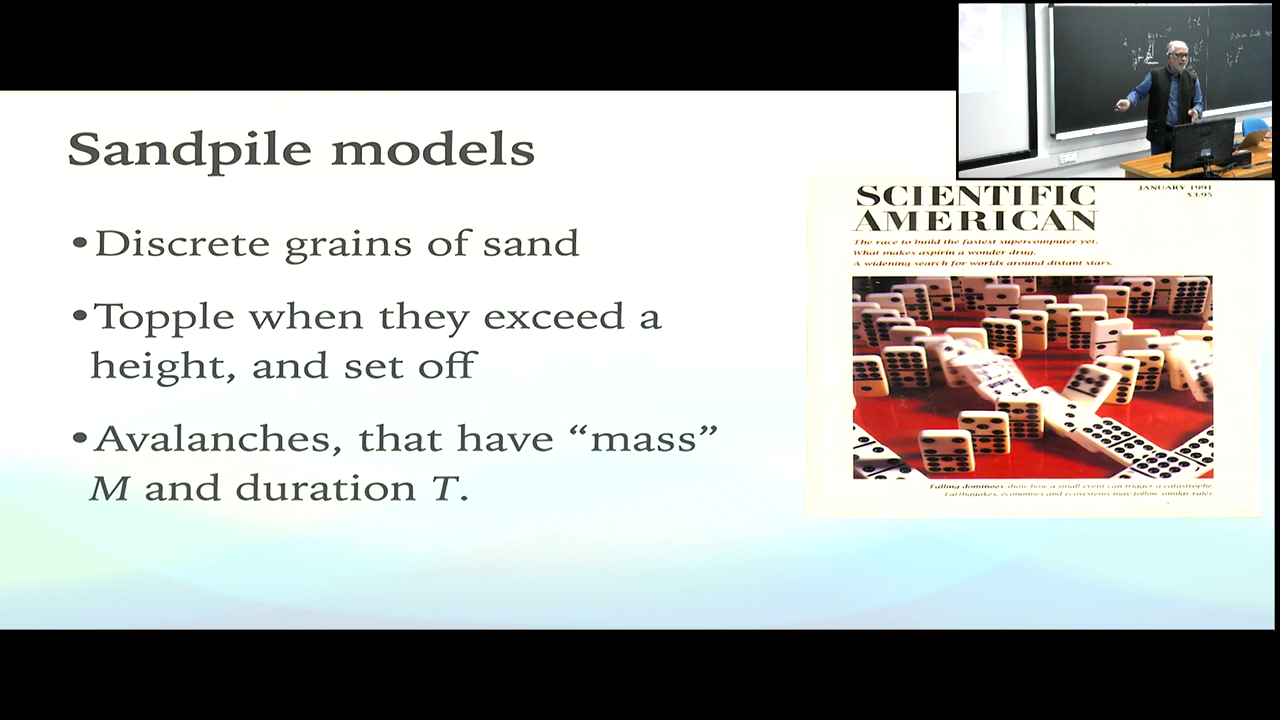 Sandpile models
•Discrete grains of sand
•Topple when they exceed a
height, and set off
•Avalanches, that have “mass”
M and duration T.
SCIENTIFIC
AMERICAN
JANUARY 1991
$3.95
The race to build the fastest supercomputer yet.
What makes aspirin a wonder drug.
A widening search for worlds around distant stars.
Falling dominoes show how a small event can trigger a catastrophe.
Earthquakes, economies and ecosystems may follow similar rules.